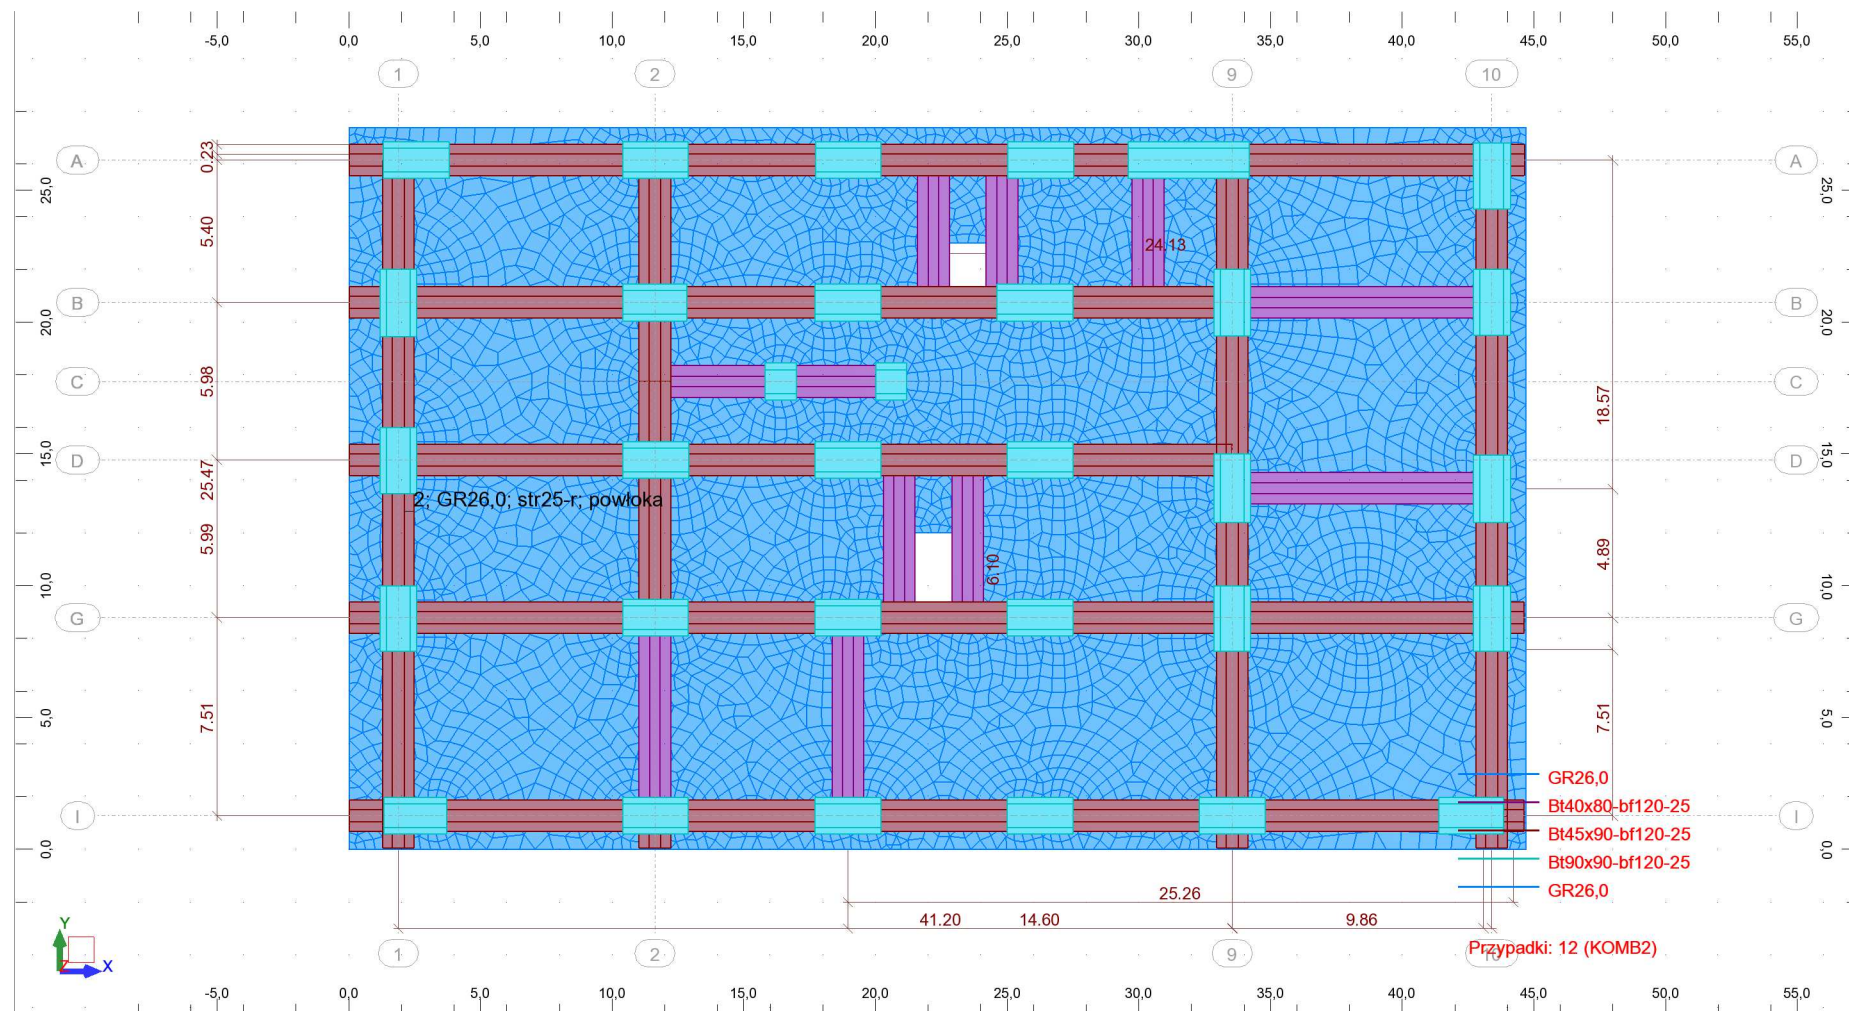 -5,0 0,0 5,0 10,0 15,0 20,0 25,0 30,0 35,0 40,0 45,0 50,0 55,0
1 2 9 10
A 0.23 A
25,0 25,0
5.40 24.13
B B
20,0 20,0
C 5.98 C
18.57
15,0 15,0
D D
25.47
2; GR26,0; str25-r; powłoka
5.99 6.10 4.89
10,0 10,0
G G
7.51 7.51
5,0 5,0
GR26,0
Bt40x80-bf120-25
I I
Bt45x90-bf120-25
0,0 0,0
Bt90x90-bf120-25
GR26,0
25.26
41.20 14.60 9.86
Przypadki: 12 (KOMB2)
1 2 9 10
Y
Z X
-5,0 0,0 5,0 10,0 15,0 20,0 25,0 30,0 35,0 40,0 45,0 50,0 55,0